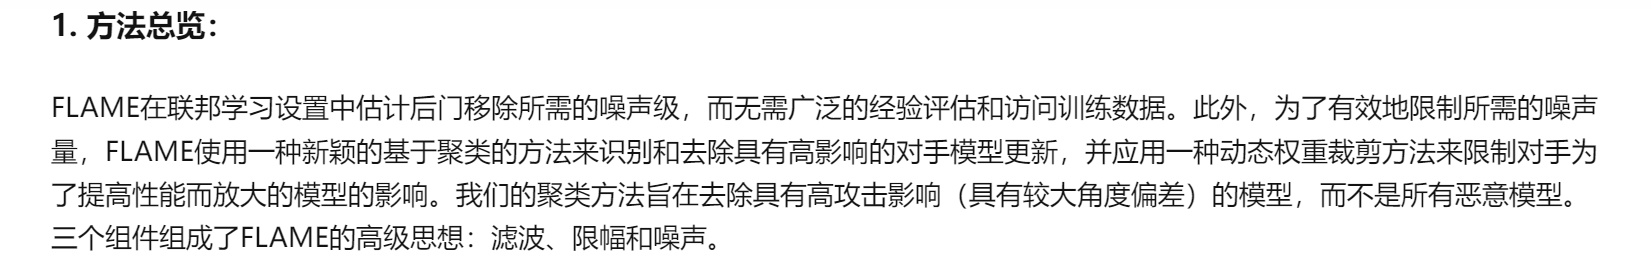 1. 方法总览：
FLAME在联邦学习设置中估计后门移除所需的噪声级，而无需广泛的经验评估和访问训练数据。此外，为了有效地限制所需的噪声
量，FLAME使用一种新颖的基于聚类的方法来识别和去除具有高影响的对手模型更新，并应用一种动态权重裁剪方法来限制对手为
了提高性能而放大的模型的影响。我们的聚类方法旨在去除具有高攻击影响（具有较大角度偏差）的模型，而不是所有恶意模型。
三个组件组成了FLAME的高级思想：滤波、限幅和噪声。